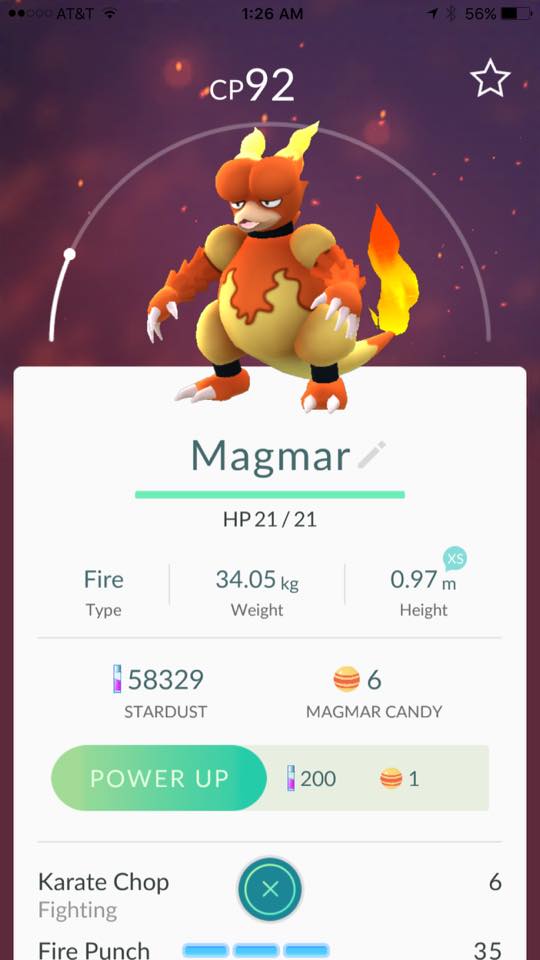 AT&T 1:26 AM 56%
CP92
Magmar
HP 21 / 21
XS
Fire 34.05 kg 0.97 m
Type Weight Height
58329 6
STARDUST MAGMAR CANDY
POWER UP 200 1
Karate Chop 6
Fighting
Fire Punch 35